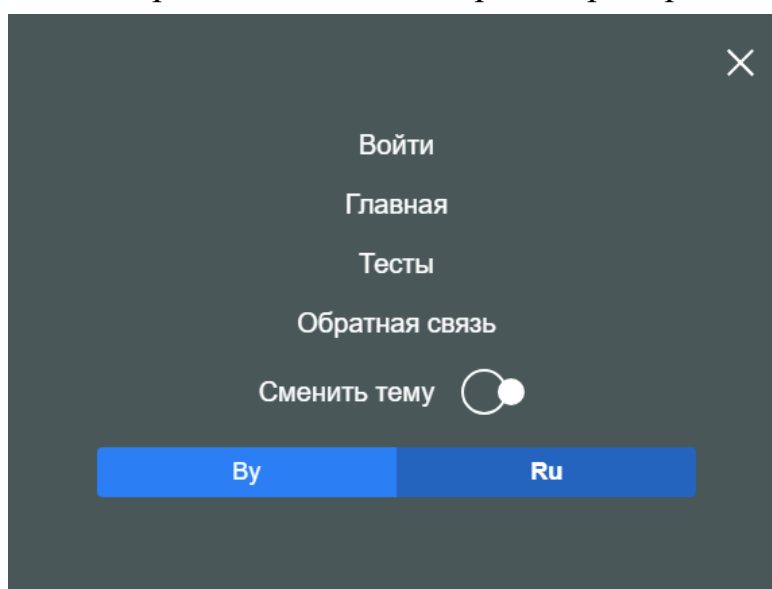 Войти
Главная
Тесты
Обратная связь
Сменить тему
By
Ru